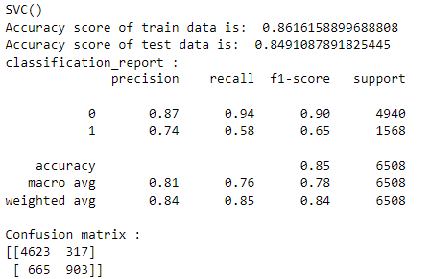 SVC()
Accuracy score of train data is:  0.8616158899688808
Accuracy score of test data is:  0.8491087891825445
classification_report :
              precision    recall  f1-score   support

           0       0.87      0.94      0.90      4940
           1       0.74      0.58      0.65      1568

    accuracy                           0.85      6508
   macro avg       0.81      0.76      0.78      6508
weighted avg       0.84      0.85      0.84      6508

Confusion matrix :
[[4623  317]
 [ 665  903]]